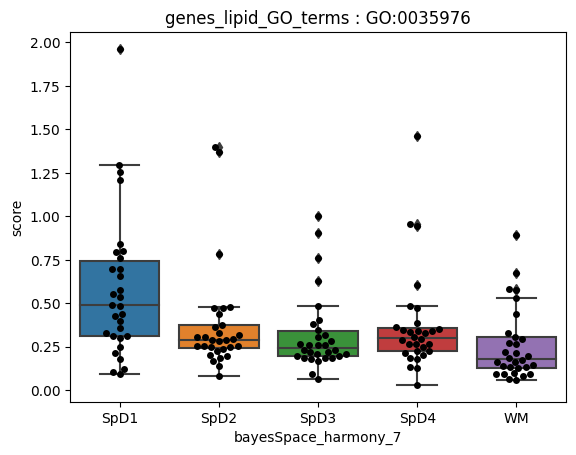 genes_lipid_GO_terms : GO:0035976
score
2.00
1.75
1.50
1.25
1.00
0.75
0.50
0.25
0.00
SpD1 SpD2 SpD3 SpD4 WM
bayesSpace_harmony_7